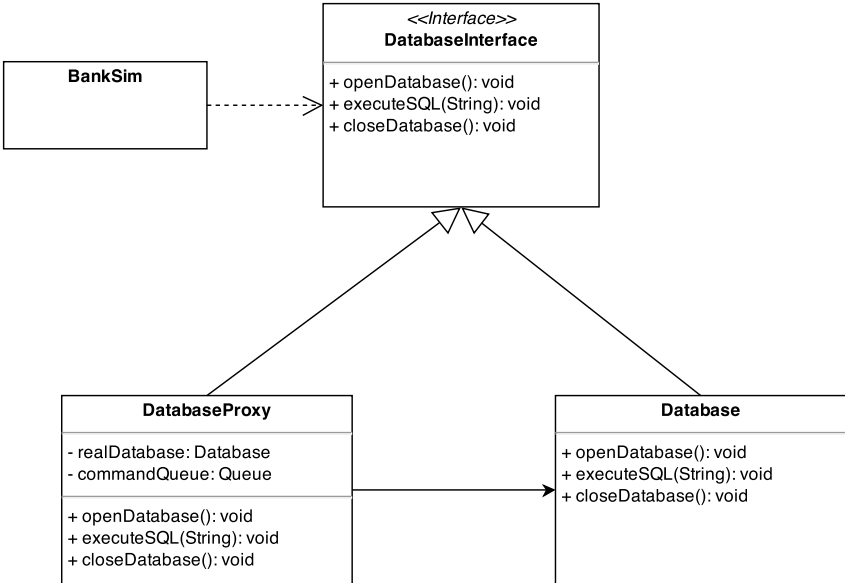 <<Interface>>
DatabaseInterface
+ openDatabase(): void
+ executeSQL(String): void
+ closeDatabase(): void
BankSim
DatabaseProxy
- realDatabase: Database
- commandQueue: Queue
+ openDatabase(): void
+ executeSQL(String): void
+ closeDatabase(): void
Database
+ openDatabase(): void
+ executeSQL(String): void
+ closeDatabase(): void